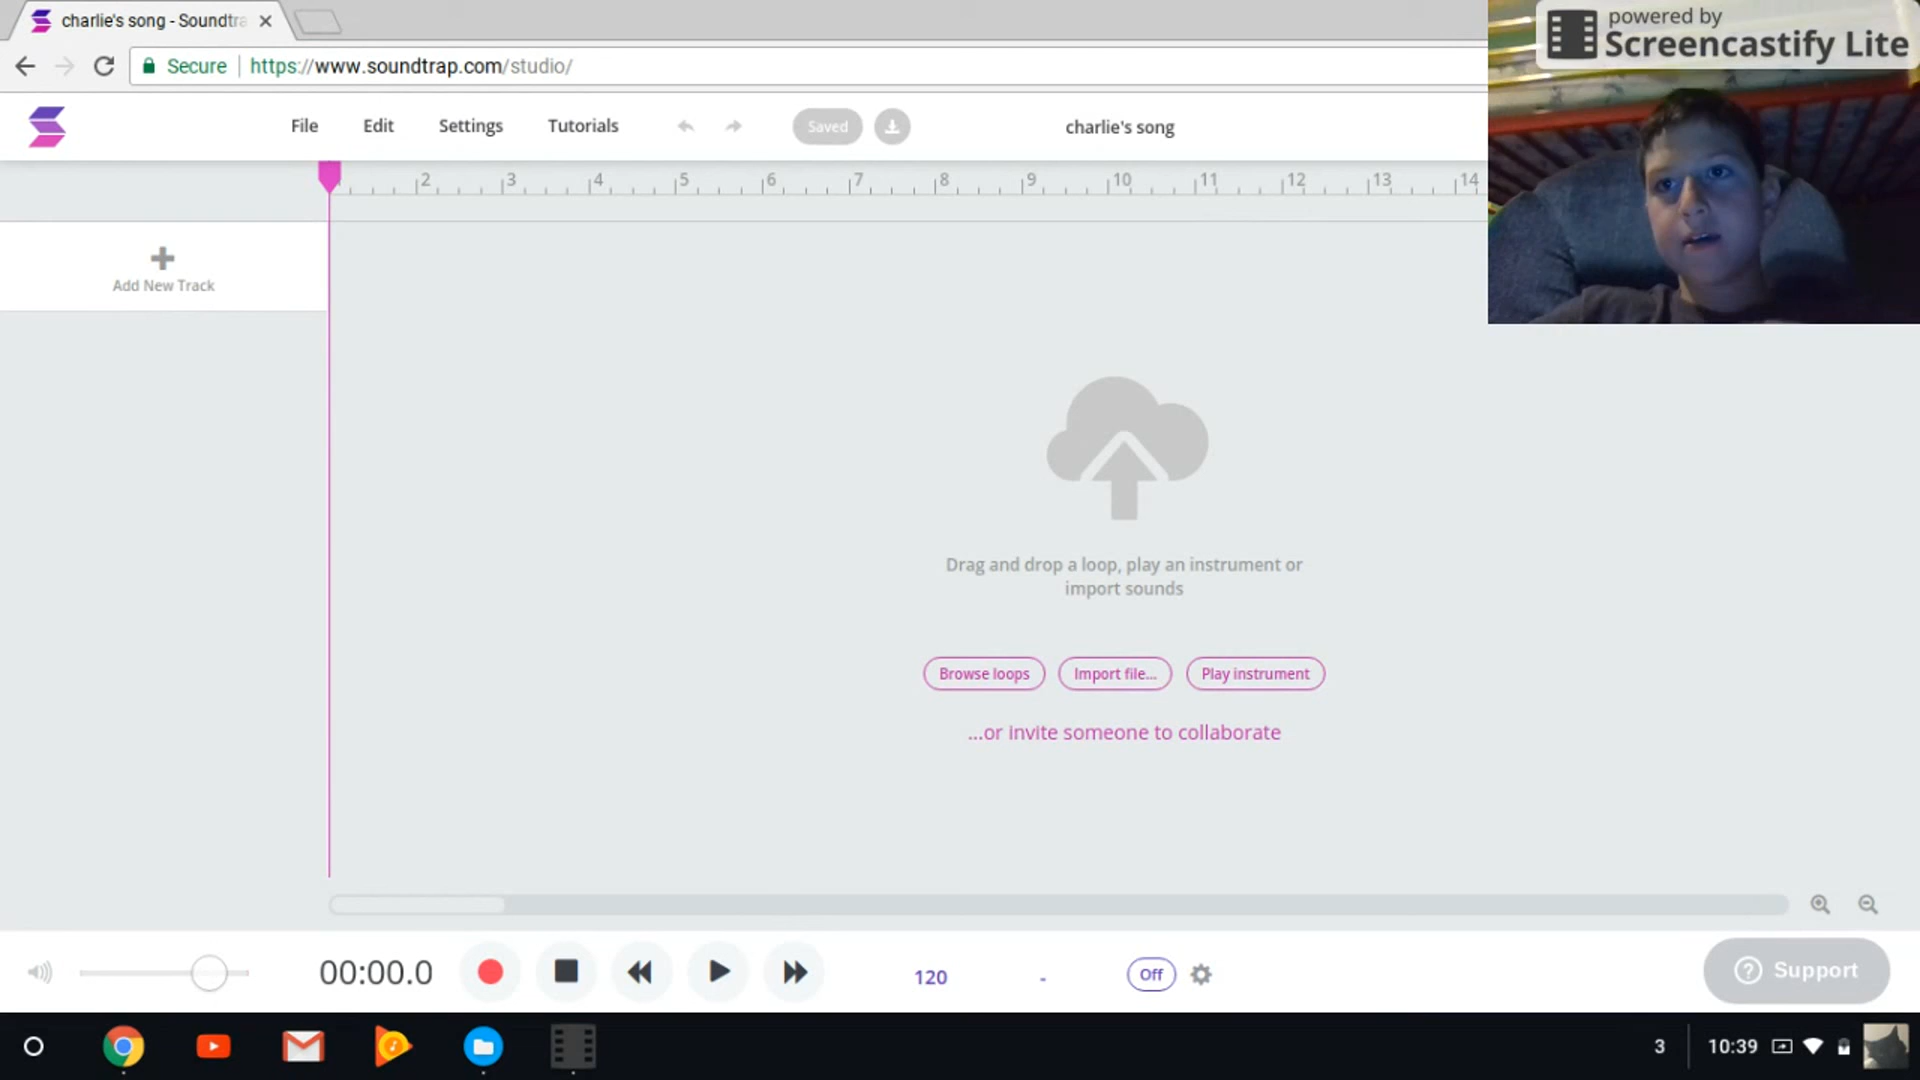 charlie's song - Soundtra
powered by
Screencastify Lite
Secure | https://www.soundtrap.com/studio/
File Edit Settings Tutorials Saved charlie's song
2 3 4 5 6 7 8 9 10 11 12 13 14
Add New Track
Drag and drop a loop, play an instrument or
import sounds
Browse loops Import file... Play instrument
...or invite someone to collaborate
00:00.0 120 - Off ? Support
3 10:39